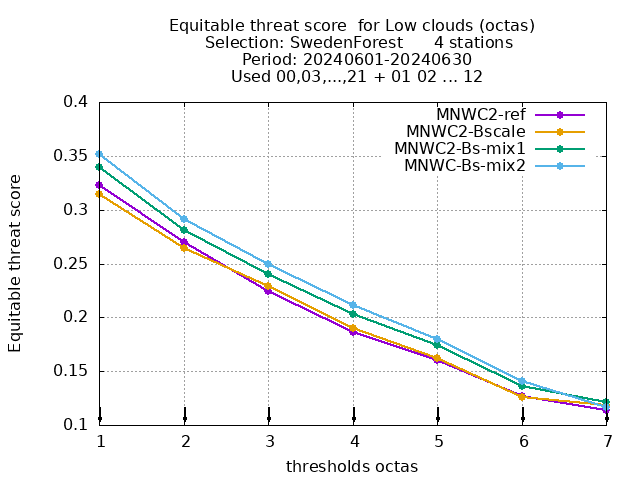 Equitable threat score  for Low clouds (octas)
Selection: SwedenForest      4 stations
Period: 20240601-20240630
Used 00,03,...,21 + 01 02 ... 12
MNWC2-ref
MNWC2-Bscale
MNWC2-Bs-mix1
MNWC-Bs-mix2
Equitable threat score
0.4
0.35
0.3
0.25
0.2
0.15
0.1
1 2 3 4 5 6 7
thresholds octas